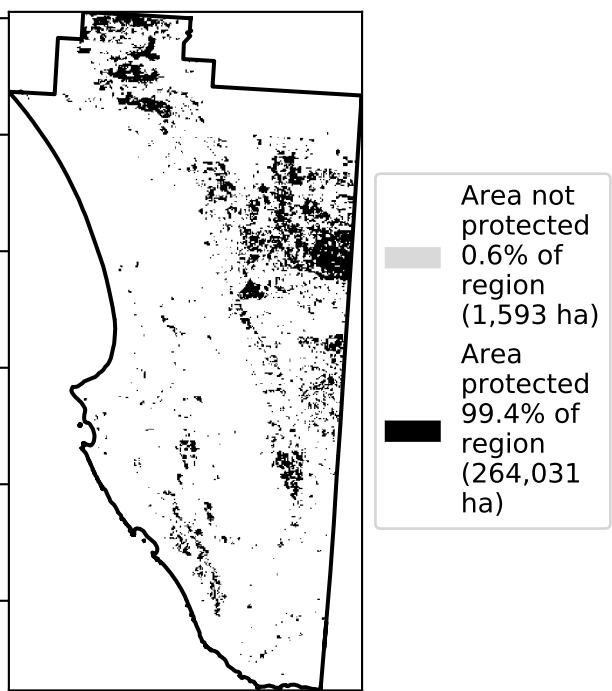 Area not
protected
0.6% of
region
(1,593 ha)
Area
protected
99.4% of
region
(264,031
ha)